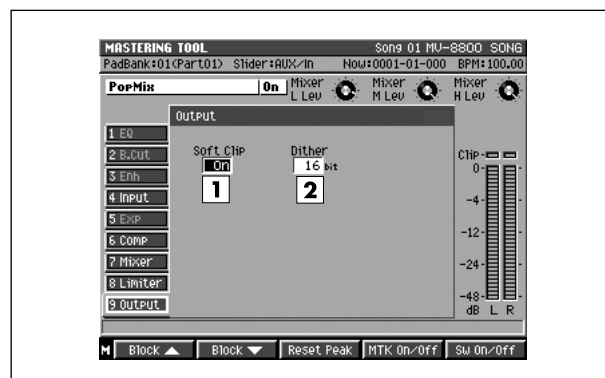 MASTERING TOOL Song 01 MV-8800 SONG
PadBank:01(Part01) Slider:AUX/In Now:0001-01-000 BPM:100.00
PopMix On Mixer L Lev Mixer M Lev Mixer H Lev
Output
1 EQ
2 B.Cut
3 Enh
4 Input
5 Exp
6 Comp
7 Mixer
8 Limiter
9 Output
Soft Clip Dither
On 16 bit
1 2
Clip
0
-4
-12
-24
-48
dB L R
M Block ▲ Block ▼ Reset Peak MTK On/Off Sw On/Off